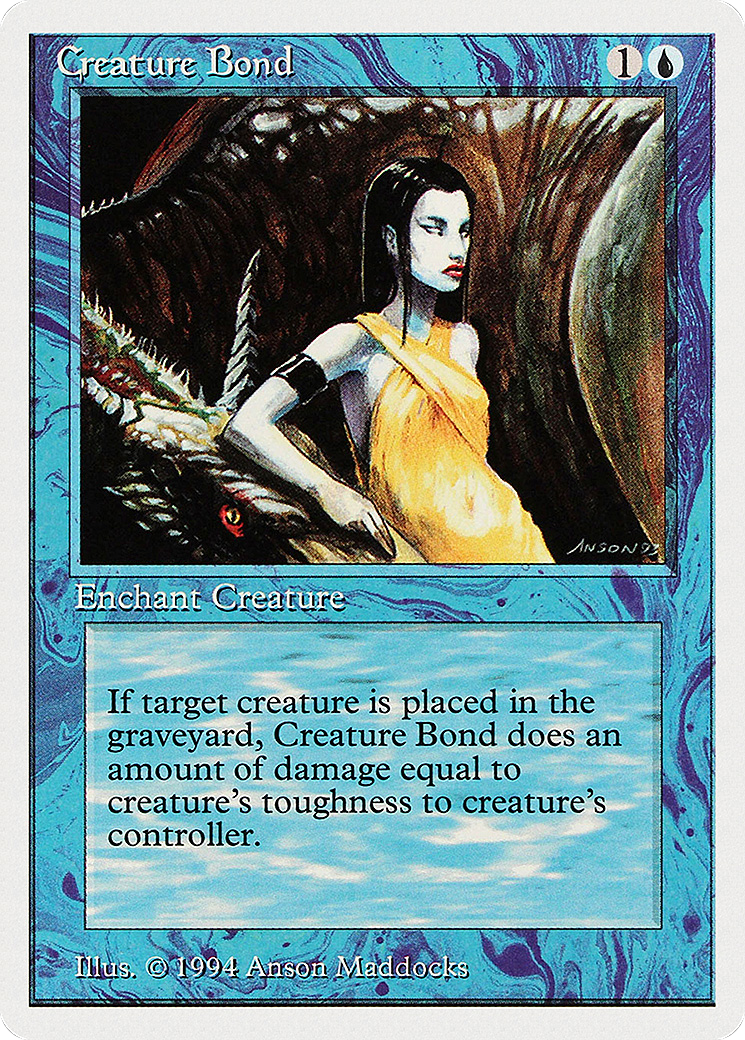 Creature Bond 1
ANSON 93
Enchant Creature
If target creature is placed in the
graveyard, Creature Bond does an
amount of damage equal to
creature's toughness to creature's
controller.
Illus. © 1994 Anson Maddocks